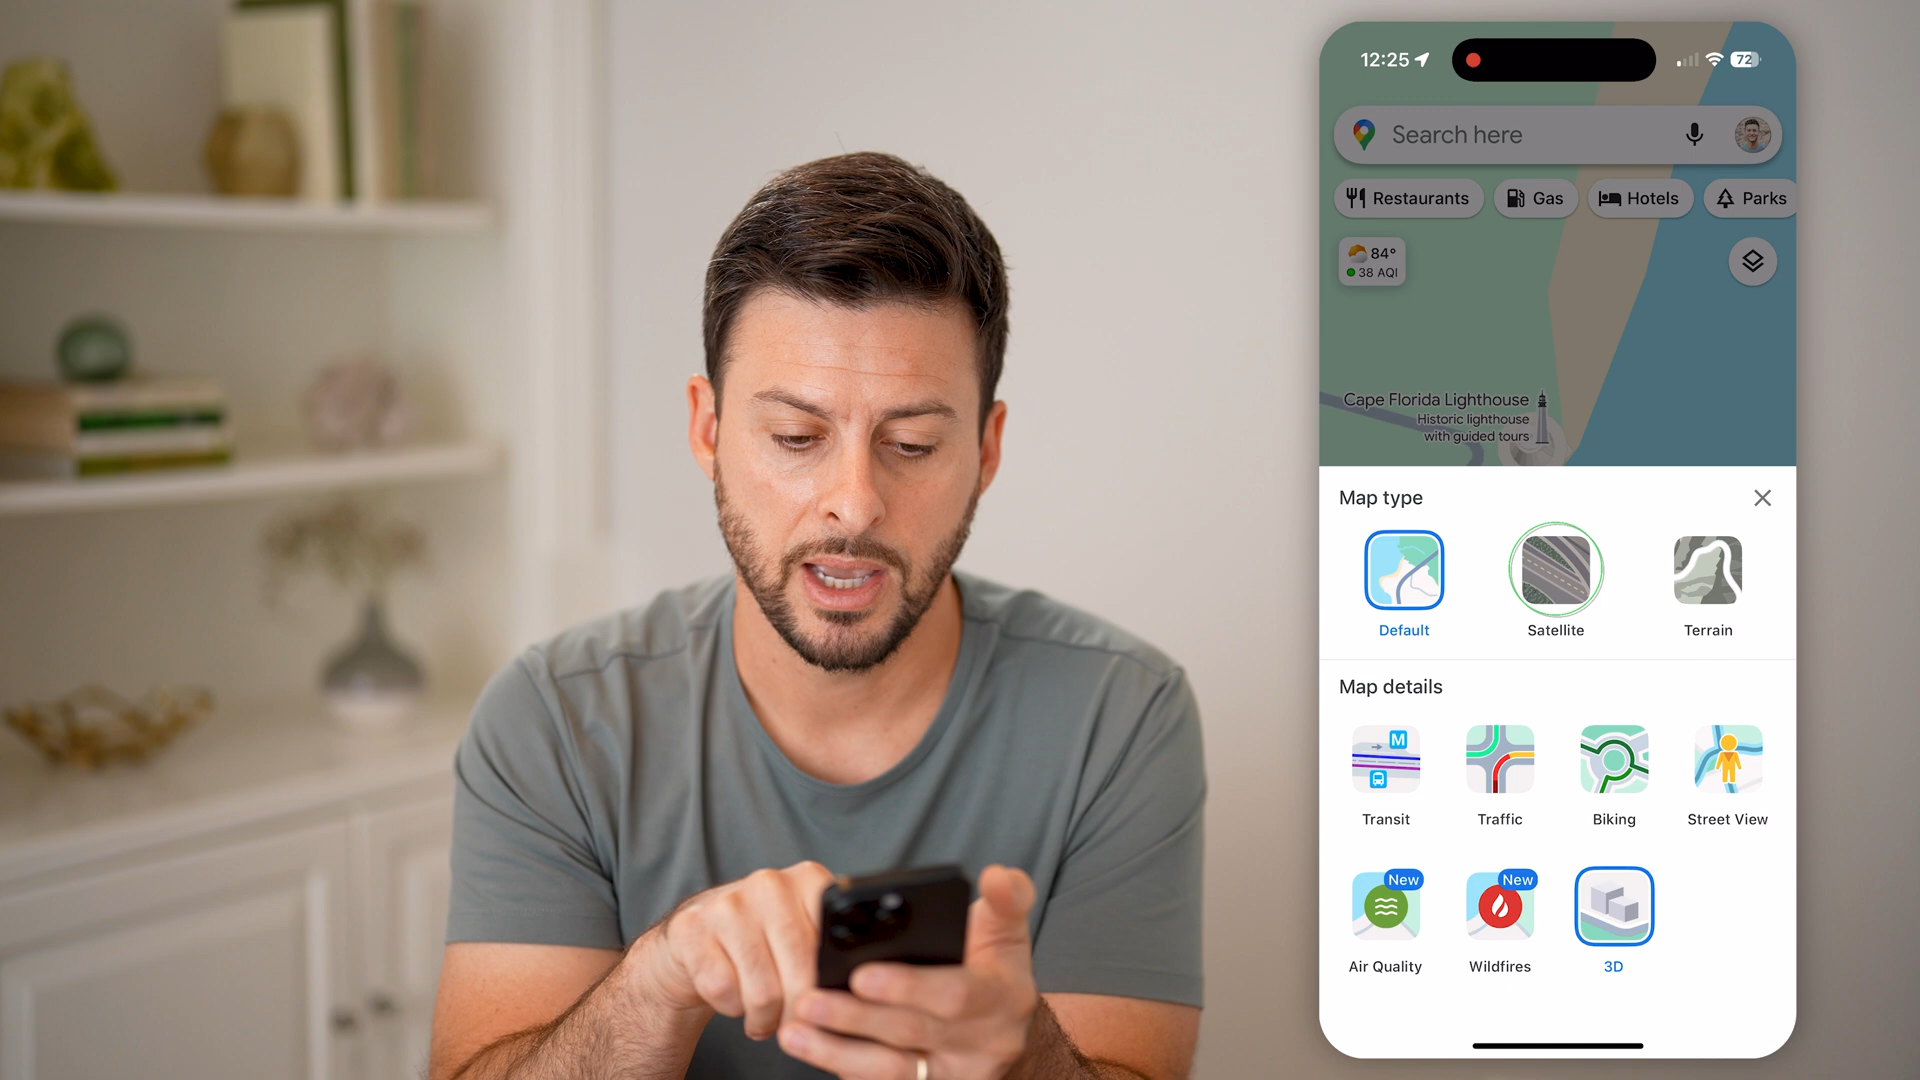 12:25
72
Search here
Restaurants
Gas
Hotels
Parks
84°
38 AQI
Cape Florida Lighthouse
Historic lighthouse
with guided tours
Map type
Default
Satellite
Terrain
Map details
M
Transit
Traffic
Biking
Street View
New
New
Air Quality
Wildfires
3D